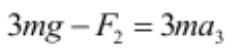 3mg − F₂ = 3ma₃